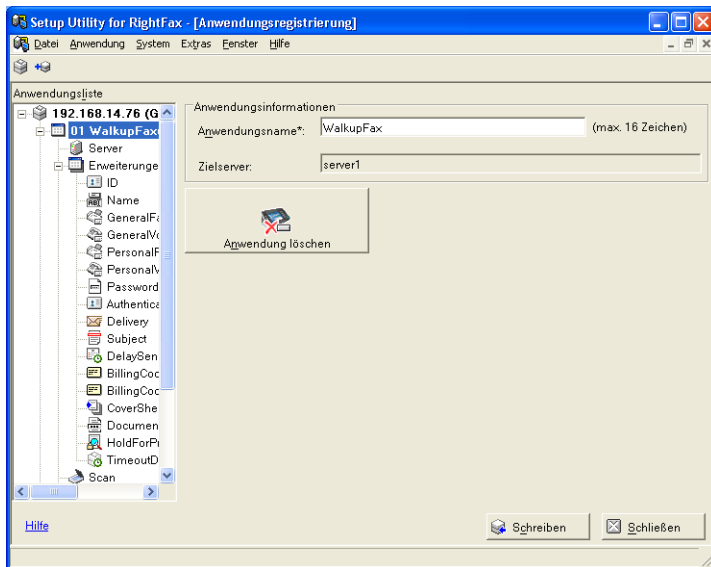 Setup Utility for RightFax - [Anwendungsregistrierung]
Datei Anwendung System Extras Fenster Hilfe
Anwendungsliste
192.168.14.76 (G
01 WalkupFax
Server
Erweiterunge
ID
Name
GeneralFa
GeneralVo
PersonalF
PersonalV
Password
Authentica
Delivery
Subject
DelaySen
BillingCoc
BillingCoc
CoverShe
Documen
HoldForPr
TimeoutD
Scan
Anwendungsinformationen
Anwendungsname*: WalkupFax (max. 16 Zeichen)
Zielserver: server1
Anwendung löschen
Hilfe
Schreiben
Schließen